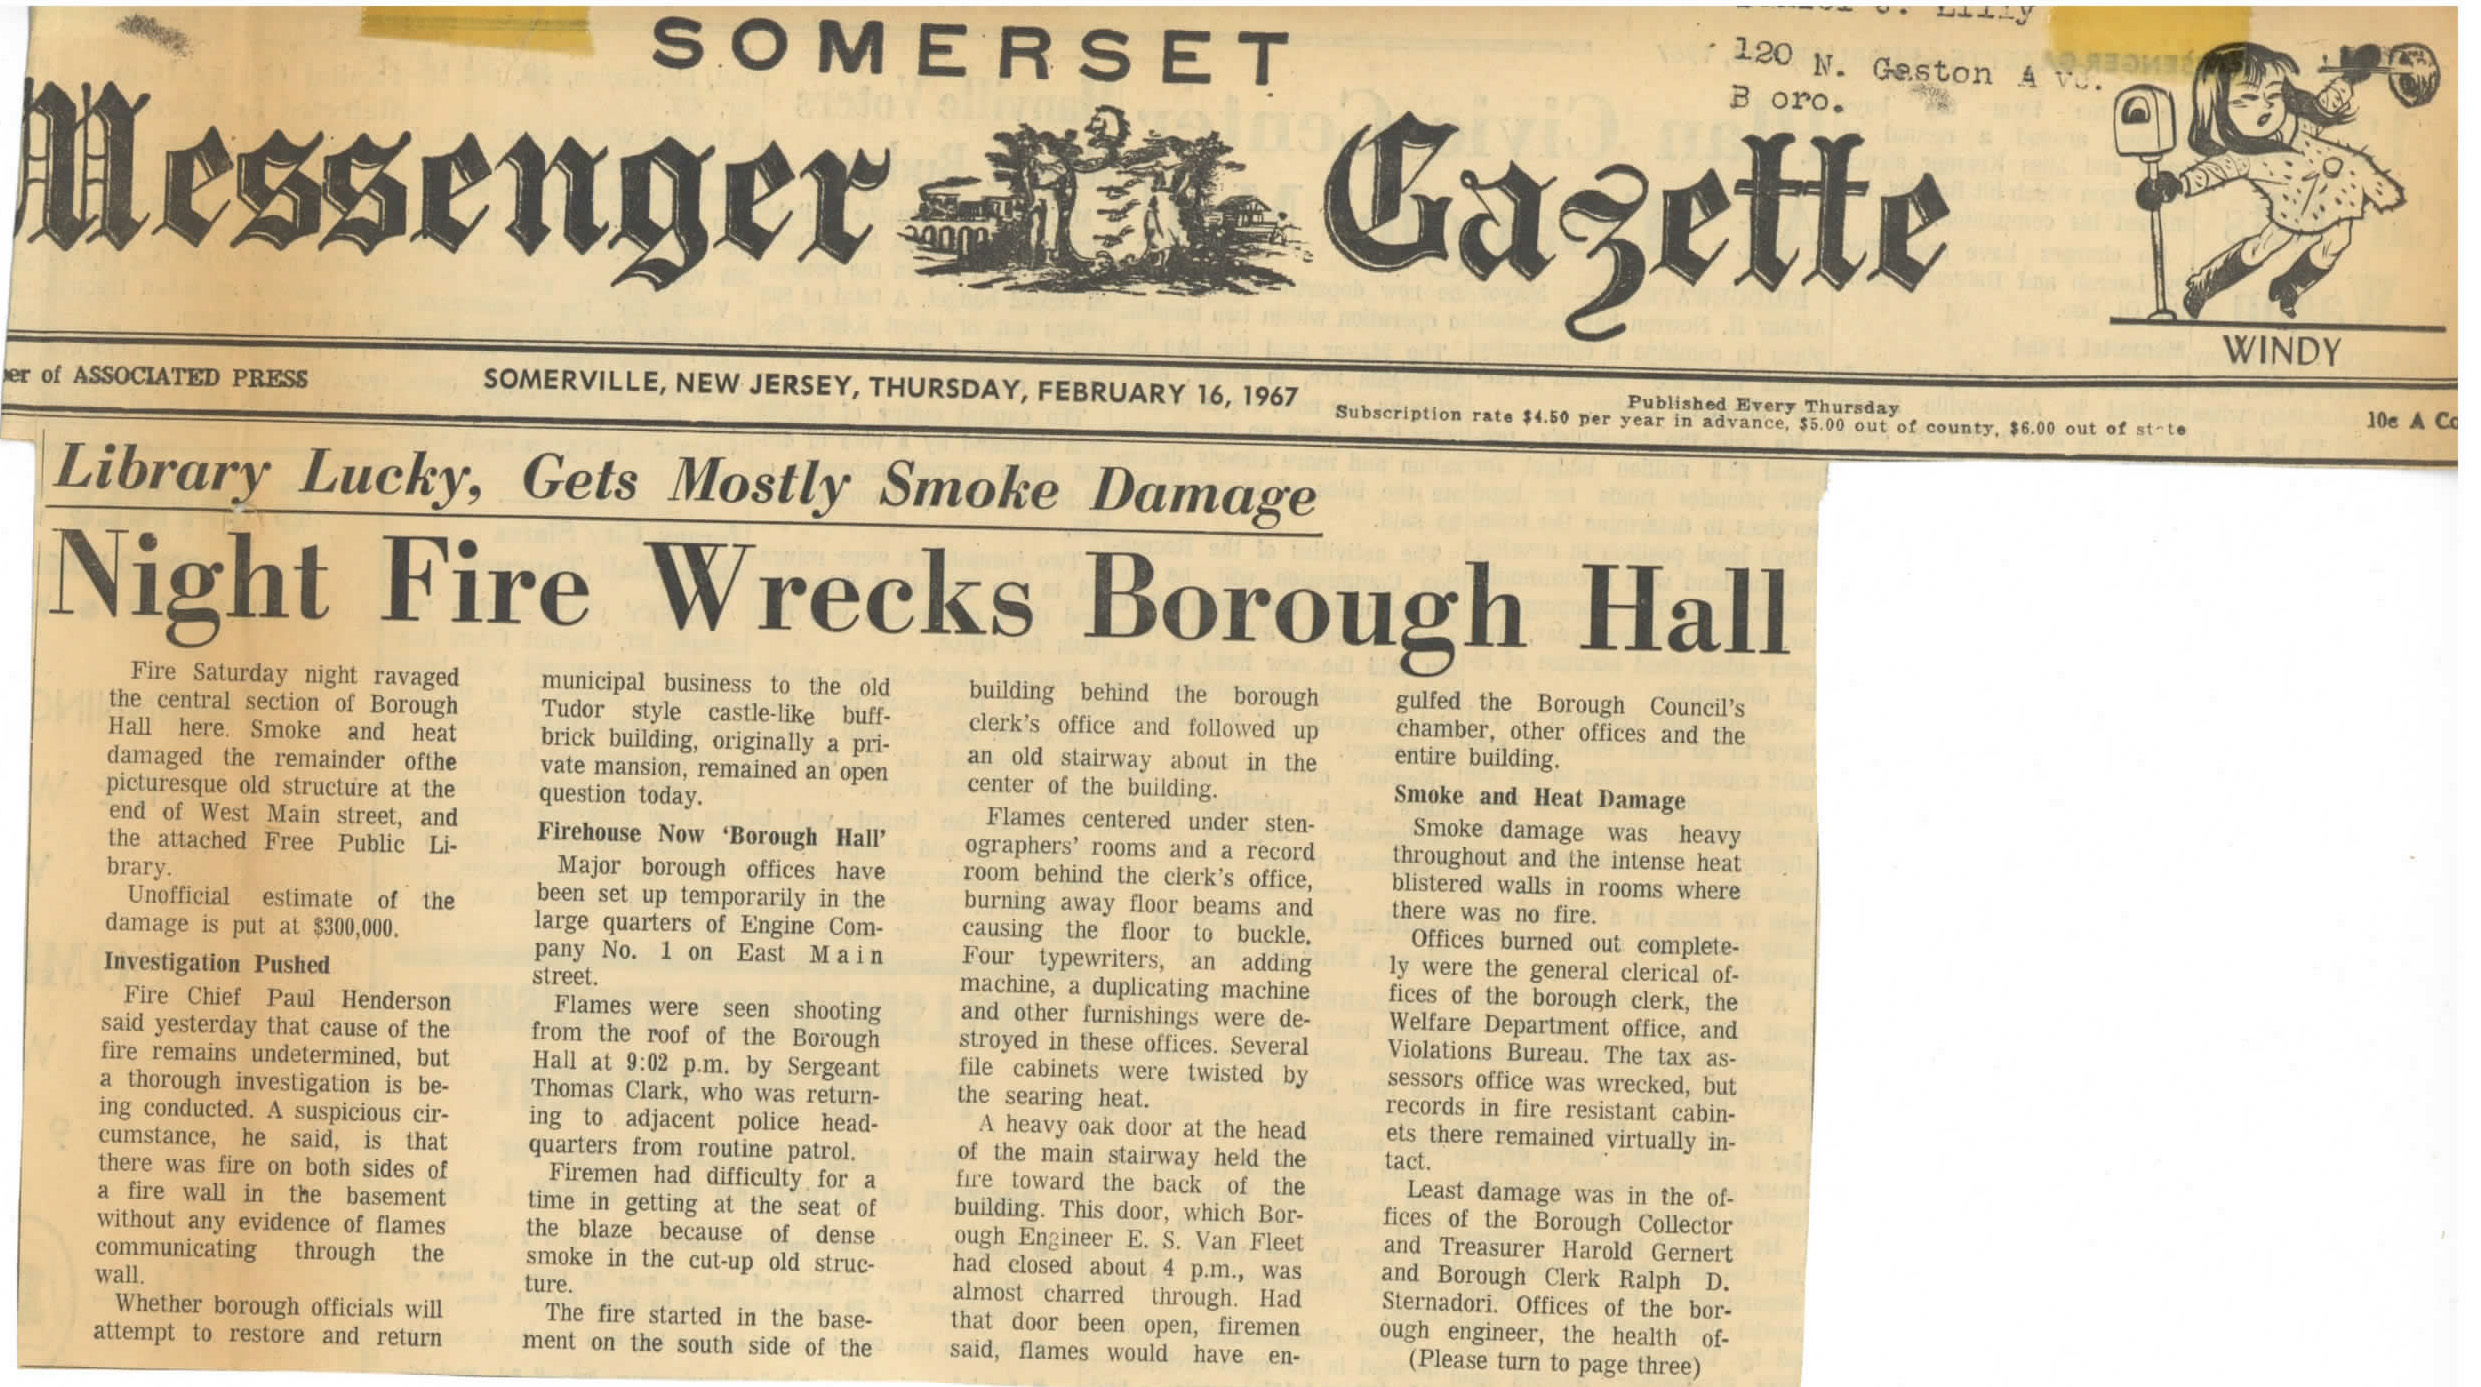 SOMERSET
120 N. Gaston Ave.
Boro.
Messenger Gazette
WINDY
of ASSOCIATED PRESS
SOMERVILLE, NEW JERSEY, THURSDAY, FEBRUARY 16, 1967
Published Every Thursday
Subscription rate $4.50 per year in advance, $5.00 out of county, $6.00 out of state
10c A
Library Lucky, Gets Mostly Smoke Damage
Night Fire Wrecks Borough Hall
Fire Saturday night ravaged
the central section of Borough
Hall here. Smoke and heat
damaged the remainder ofthe
picturesque old structure at the
end of West Main street, and
the attached Free Public Li-
brary.
Unofficial estimate of the
damage is put at $300,000.
Investigation Pushed
Fire Chief Paul Henderson
said yesterday that cause of the
fire remains undetermined, but
a thorough investigation is be-
ing conducted. A suspicious cir-
cumstance, he said, is that
there was fire on both sides of
a fire wall in the basement
without any evidence of flames
communicating through the
wall.
Whether borough officials will
attempt to restore and return
municipal business to the old
Tudor style castle-like buff-
brick building, originally a pri-
vate mansion, remained an open
question today.
Firehouse Now 'Borough Hall'
Major borough offices have
been set up temporarily in the
large quarters of Engine Com-
pany No. 1 on East Main
street.
Flames were seen shooting
from the roof of the Borough
Hall at 9:02 p.m. by Sergeant
Thomas Clark, who was return-
ing to adjacent police head-
quarters from routine patrol.
Firemen had difficulty for a
time in getting at the seat of
the blaze because of dense
smoke in the cut-up old struc-
ture.
The fire started in the base-
ment on the south side of the
building behind the borough
clerk's office and followed up
an old stairway about in the
center of the building.
Flames centered under sten-
ographers' rooms and a record
room behind the clerk's office,
burning away floor beams and
causing the floor to buckle.
Four typewriters, an adding
machine, a duplicating machine
and other furnishings were de-
stroyed in these offices. Several
file cabinets were twisted by
the searing heat.
A heavy oak door at the head
of the main stairway held the
fire toward the back of the
building. This door, which Bor-
ough Engineer E. S. Van Fleet
had closed about 4 p.m., was
almost charred through. Had
that door been open, firemen
said, flames would have en-
gulfed the Borough Council's
chamber, other offices and the
entire building.
Smoke and Heat Damage
Smoke damage was heavy
throughout and the intense heat
blistered walls in rooms where
there was no fire.
Offices burned out complete-
ly were the general clerical of-
fices of the borough clerk, the
Welfare Department office, and
Violations Bureau. The tax as-
sessors office was wrecked, but
records in fire resistant cabin-
ets there remained virtually in-
tact.
Least damage was in the of-
fices of the Borough Collector
and Treasurer Harold Gernert
and Borough Clerk Ralph D.
Sternadori. Offices of the bor-
ough engineer, the health of-
(Please turn to page three)